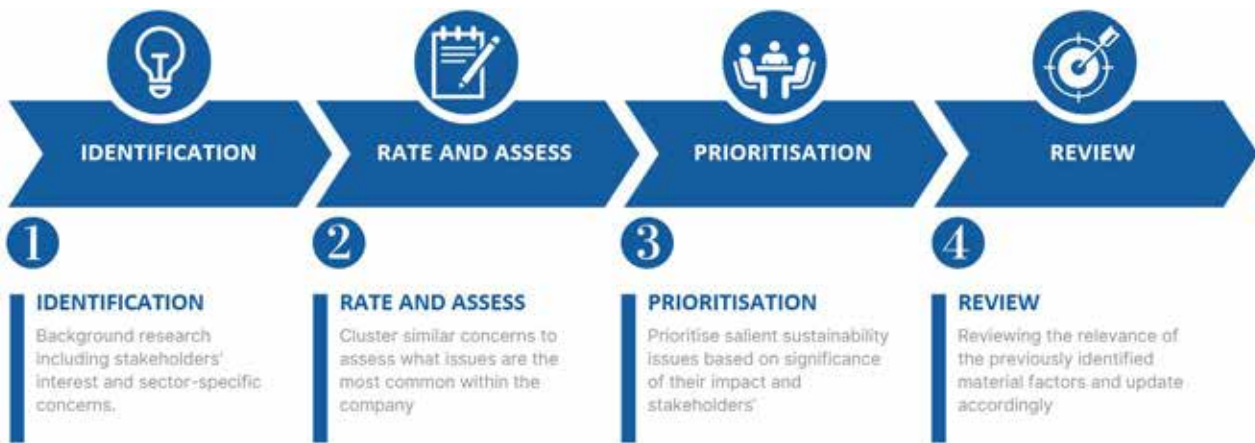 IDENTIFICATION
RATE AND ASSESS
PRIORITISATION
REVIEW
1
IDENTIFICATION
Background research
including stakeholders'
interest and sector-specific
concerns.
2
RATE AND ASSESS
Cluster similar concerns to
assess what issues are the
most common within the
company
3
PRIORITISATION
Prioritise salient sustainability
issues based on significance
of their impact and
stakeholders'
4
REVIEW
Reviewing the relevance of
the previously identified
material factors and update
accordingly